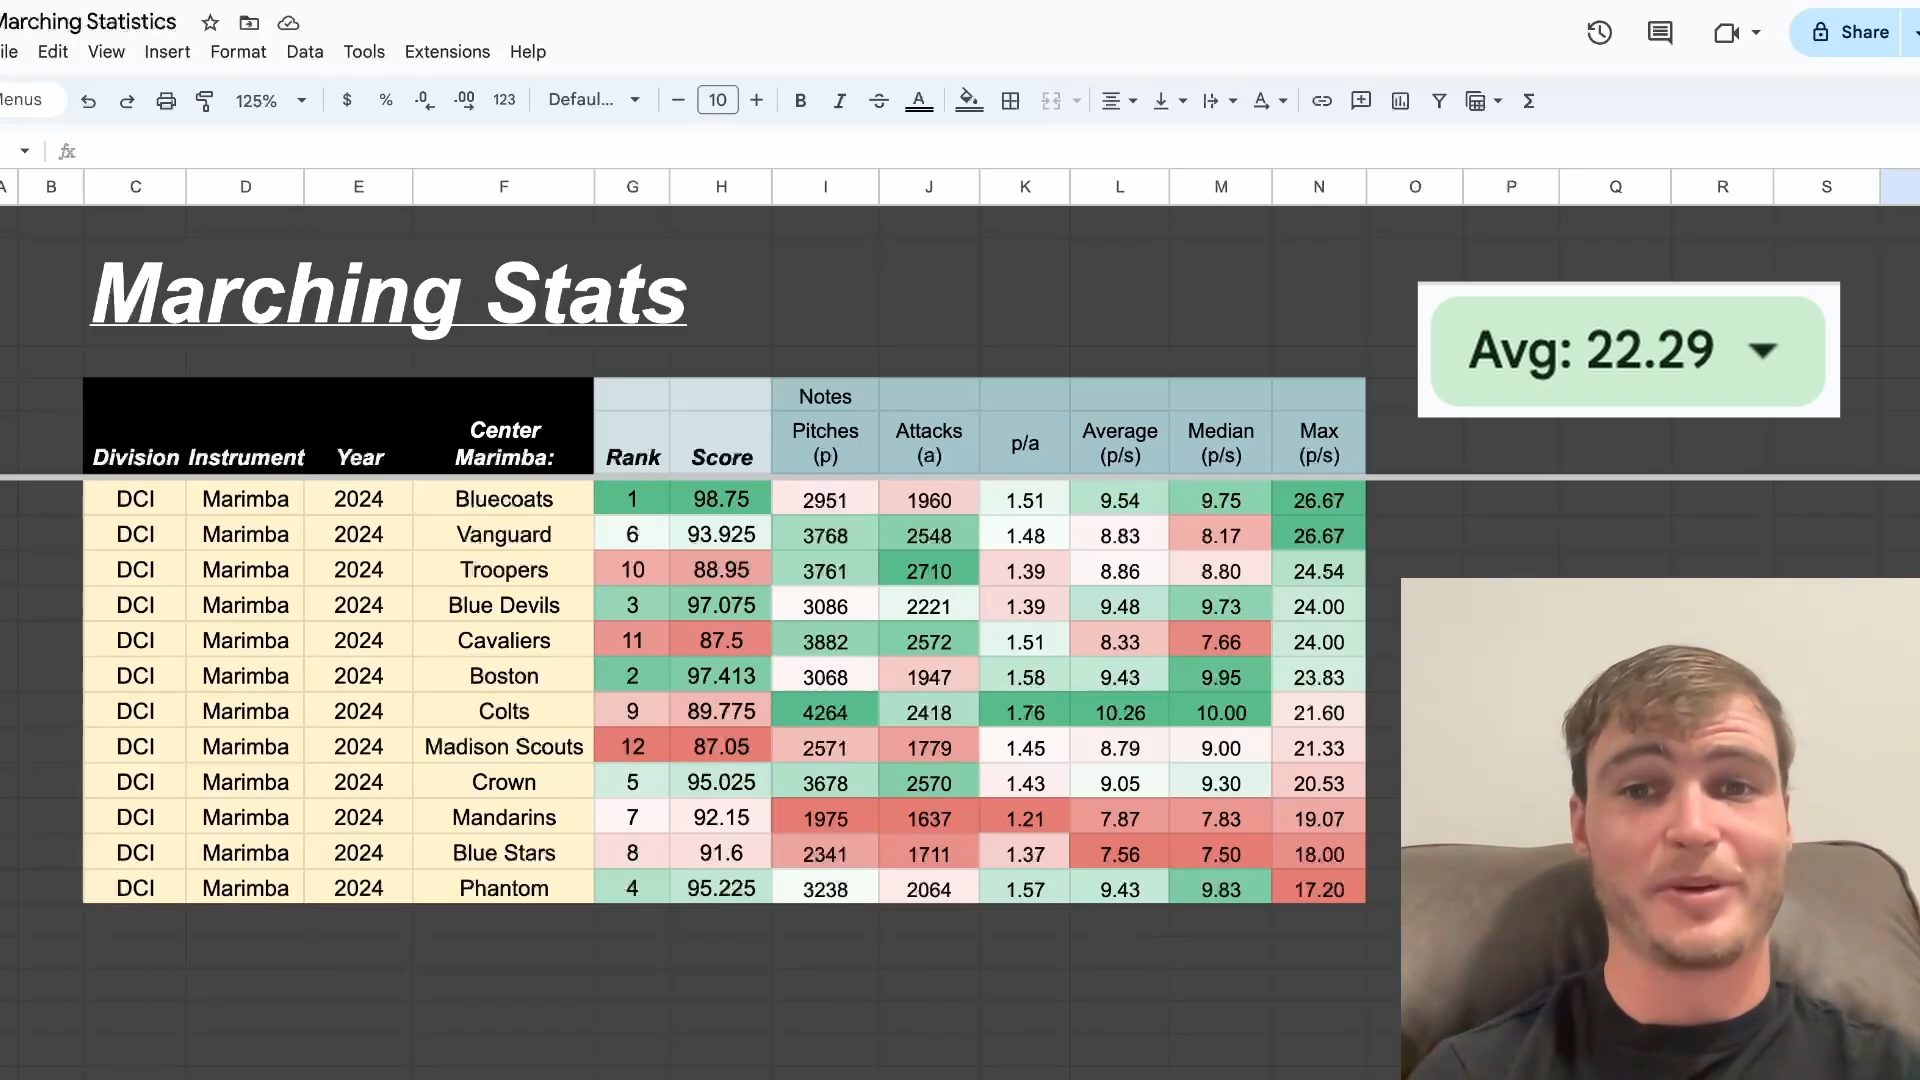 Marching Statistics
File Edit View Insert Format Data Tools Extensions Help
Share
Menus 125% $ % .0 .00 123 Defaul... 10 B I A
fx
A B C D E F G H I J K L M N O P Q R S
Marching Stats
Avg: 22.29
Notes
Division Instrument Year Center Marimba: Rank Score Pitches (p) Attacks (a) p/a Average (p/s) Median (p/s) Max (p/s)
DCI Marimba 2024 Bluecoats 1 98.75 2951 1960 1.51 9.54 9.75 26.67
DCI Marimba 2024 Vanguard 6 93.925 3768 2548 1.48 8.83 8.17 26.67
DCI Marimba 2024 Troopers 10 88.95 3761 2710 1.39 8.86 8.80 24.54
DCI Marimba 2024 Blue Devils 3 97.075 3086 2221 1.39 9.48 9.73 24.00
DCI Marimba 2024 Cavaliers 11 87.5 3882 2572 1.51 8.33 7.66 24.00
DCI Marimba 2024 Boston 2 97.413 3068 1947 1.58 9.43 9.95 23.83
DCI Marimba 2024 Colts 9 89.775 4264 2418 1.76 10.26 10.00 21.60
DCI Marimba 2024 Madison Scouts 12 87.05 2571 1779 1.45 8.79 9.00 21.33
DCI Marimba 2024 Crown 5 95.025 3678 2570 1.43 9.05 9.30 20.53
DCI Marimba 2024 Mandarins 7 92.15 1975 1637 1.21 7.87 7.83 19.07
DCI Marimba 2024 Blue Stars 8 91.6 2341 1711 1.37 7.56 7.50 18.00
DCI Marimba 2024 Phantom 4 95.225 3238 2064 1.57 9.43 9.83 17.20